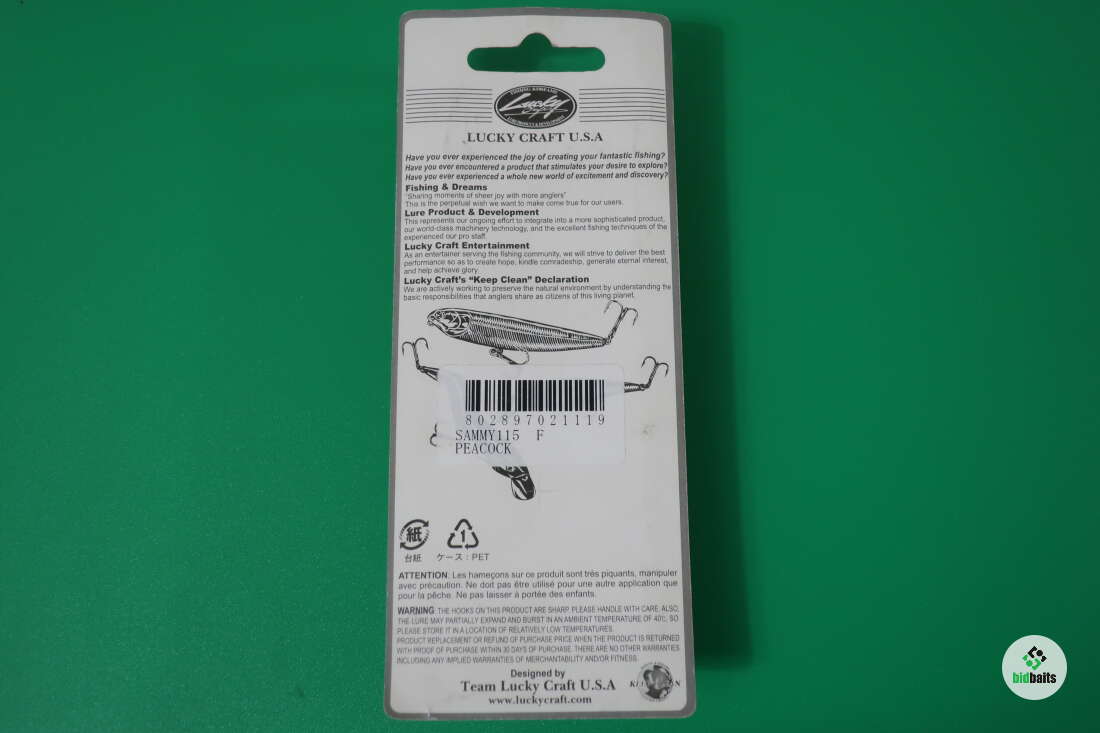 Lucky
Craft
LUCKY CRAFT U.S.A
Have you ever experienced the joy of creating your fantastic fishing?
Have you ever encountered a product that stimulates your desire to explore?
Have you ever experienced a whole new world of excitement and discovery?
Fishing & Dreams
"Sharing moments of sheer joy with more anglers"
This is the perpetual wish we want to make come true for our users.
Lure Product & Development
This represents our ongoing effort to integrate into a more sophisticated product,
our world-class machinery technology, and the excellent fishing techniques of the
experienced our pro staff.
Lucky Craft Entertainment
As an entertainer serving the fishing community, we will strive to deliver the best
performance so as to create hope, kindle comradeship, generate eternal interest,
and help achieve glory.
Lucky Craft's "Keep Clean" Declaration
We are actively working to preserve the natural environment by understanding the
basic responsibilities that anglers share as citizens of this living planet.
802897021119
SAMMY115 F
PEACOCK
紙 1
台紙 ケース：PET
ATTENTION: Les hameçons sur ce produit sont très piquants, manipuler
avec précaution. Ne doit pas être utilisé pour une autre application que
pour la pêche. Ne pas laisser à portée des enfants.
WARNING: THE HOOKS ON THIS PRODUCT ARE SHARP. PLEASE HANDLE WITH CARE. ALSO,
THE LURE MAY PARTIALLY EXPAND AND BURST IN AN AMBIENT TEMPERATURE OF 40℃, SO
PLEASE STORE IT IN A LOCATION OF RELATIVELY LOW TEMPERATURES.
PRODUCT REPLACEMENT OR REFUND OF PURCHASE PRICE WHEN THE PRODUCT IS RETURNED
WITH PROOF OF PURCHASE WITHIN 30 DAYS OF PURCHASE. THERE ARE NO OTHER WARRANTIES
INCLUDING ANY IMPLIED WARRANTIES OF MERCHANTABILITY AND/OR FITNESS.
Designed by
Team Lucky Craft U.S.A
www.luckycraft.com
bidbaits